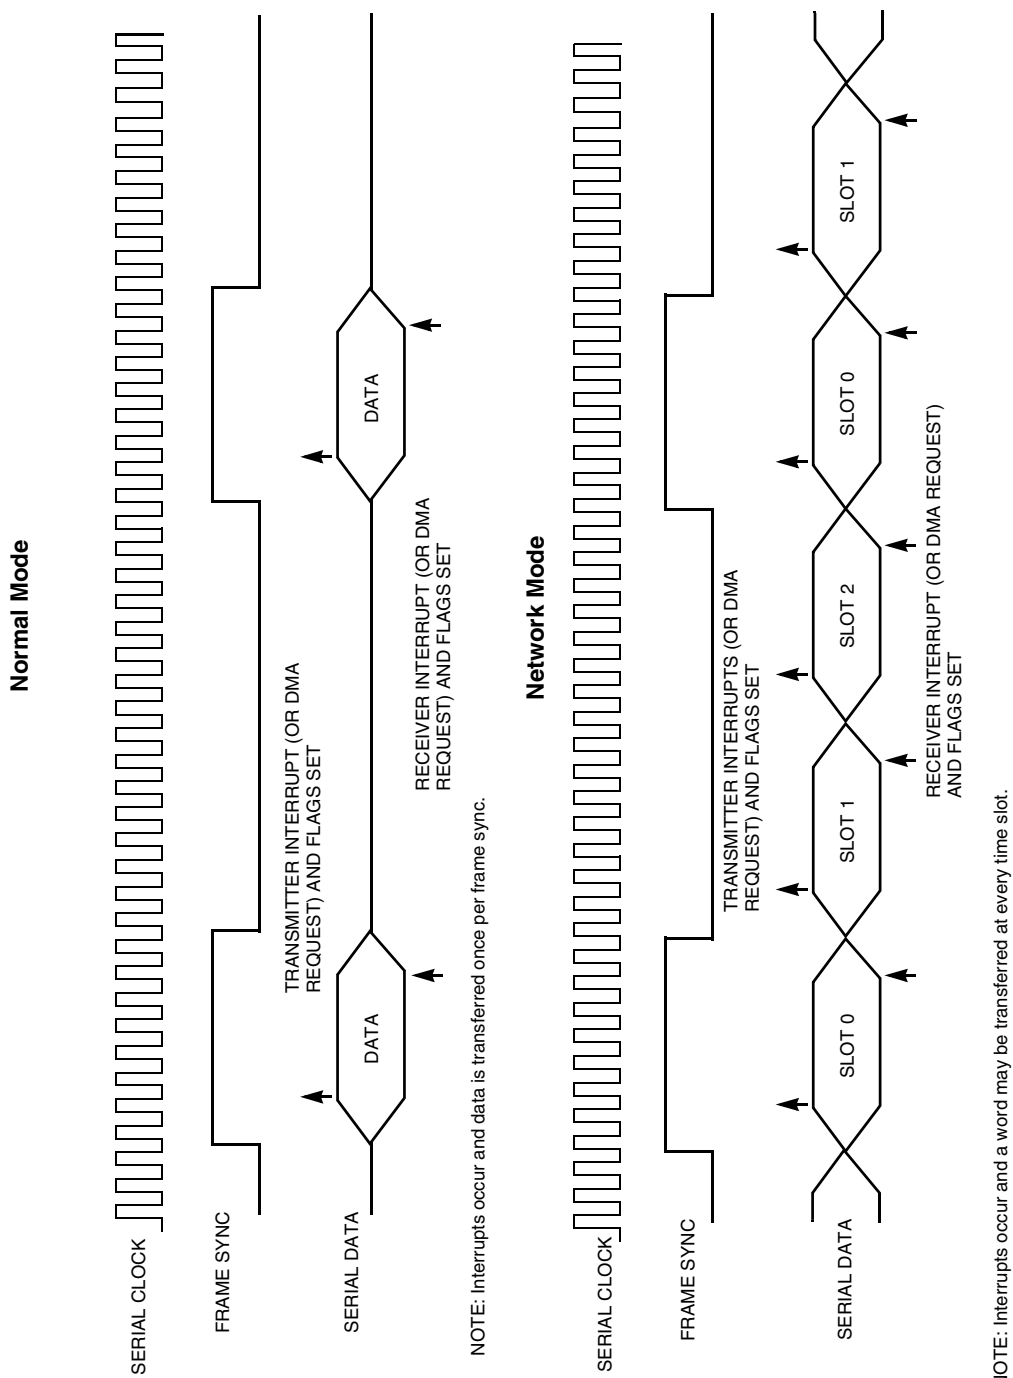 Normal Mode
SERIAL CLOCK
FRAME SYNC
TRANSMITTER INTERRUPT (OR DMA
REQUEST) AND FLAGS SET
SERIAL DATA
DATA
DATA
RECEIVER INTERRUPT (OR DMA
REQUEST) AND FLAGS SET
NOTE: Interrupts occur and data is transferred once per frame sync.
Network Mode
SERIAL CLOCK
FRAME SYNC
TRANSMITTER INTERRUPTS (OR DMA
REQUEST) AND FLAGS SET
SERIAL DATA
SLOT 0
SLOT 1
SLOT 2
SLOT 0
SLOT 1
RECEIVER INTERRUPT (OR DMA REQUEST)
AND FLAGS SET
IOTE: Interrupts occur and a word may be transferred at every time slot.